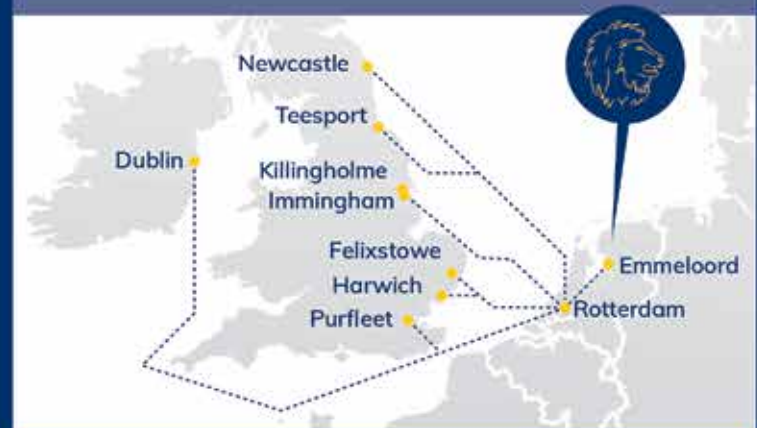 Newcastle
Teesport
Dublin
Killingholme
Immingham
Felixstowe
Emmeloord
Harwich
Rotterdam
Purfleet